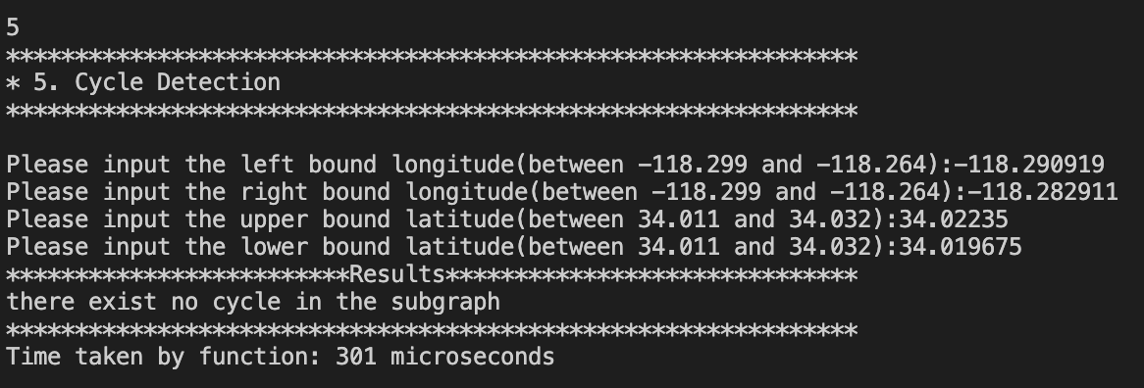 5
**************************************************************
* 5. Cycle Detection
**************************************************************
Please input the left bound longitude(between -118.299 and -118.264):-118.290919
Please input the right bound longitude(between -118.299 and -118.264):-118.282911
Please input the upper bound latitude(between 34.011 and 34.032):34.02235
Please input the lower bound latitude(between 34.011 and 34.032):34.019675
*************************Results******************************
there exist no cycle in the subgraph
**************************************************************
Time taken by function: 301 microseconds